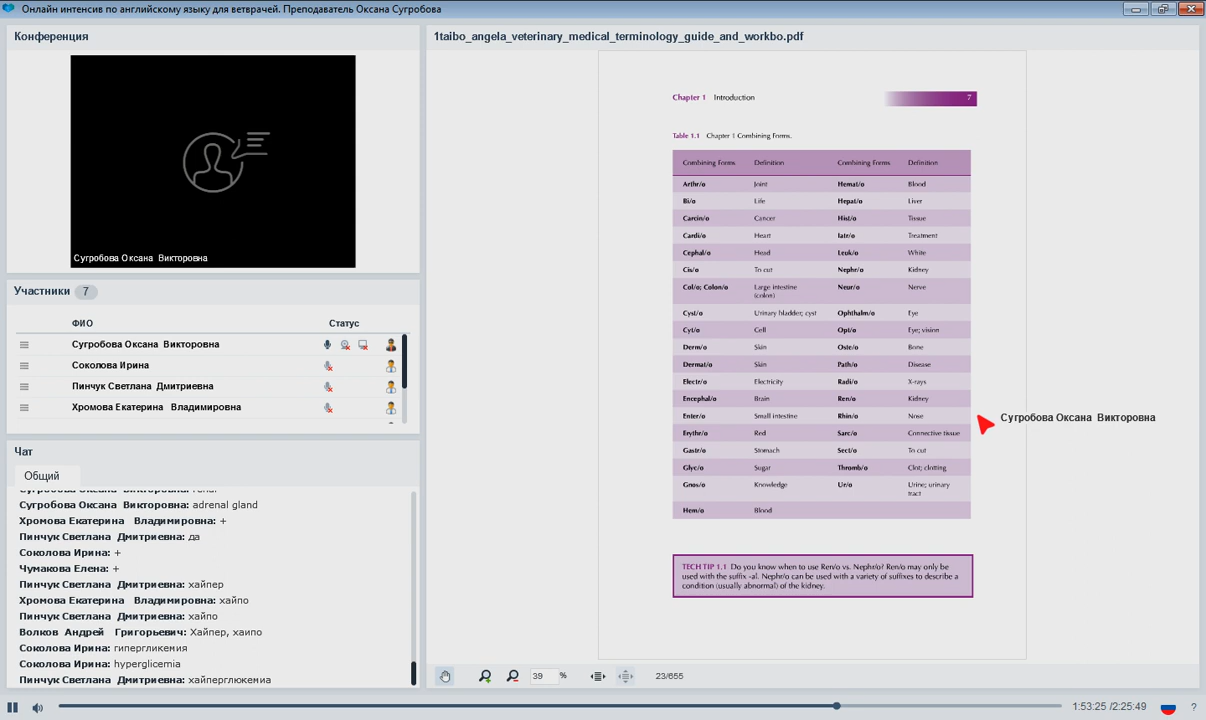 Онлайн интенсив по английскому языку для ветврачей. Преподаватель Оксана Сугробова
Конференция
Сугробова Оксана Викторовна
Участники 7
ФИО Статус
Сугробова Оксана Викторовна
Соколова Ирина
Пинчук Светлана Дмитриевна
Хромова Екатерина Владимировна
Чат
Общий
Сугробова Оксана Викторовна: renal
Сугробова Оксана Викторовна: adrenal gland
Хромова Екатерина Владимировна: +
Пинчук Светлана Дмитриевна: да
Соколова Ирина: +
Чумакова Елена: +
Пинчук Светлана Дмитриевна: хайпер
Хромова Екатерина Владимировна: хайпо
Пинчук Светлана Дмитриевна: хайпо
Волков Андрей Григорьевич: Хайпер, хаипо
Соколова Ирина: гипергликемия
Соколова Ирина: hyperglicemia
Пинчук Светлана Дмитриевна: хайперглюкемиа
1taibo_angela_veterinary_medical_terminology_guide_and_workbo.pdf
Chapter 1 Introduction 7
Table 1.1 Chapter 1 Combining Forms.
Combining Forms Definition Combining Forms Definition
Arthr/o Joint Hemat/o Blood
Bi/o Life Hepat/o Liver
Carcin/o Cancer Hist/o Tissue
Cardi/o Heart Iatr/o Treatment
Cephal/o Head Leuk/o White
Cis/o To cut Nephr/o Kidney
Col/o; Colon/o Large intestine Neur/o Nerve
(colon)
Cyst/o Urinary bladder; cyst Ophthalm/o Eye
Cyt/o Cell Opt/o Eye; vision
Derm/o Skin Oste/o Bone
Dermat/o Skin Path/o Disease
Electr/o Electricity Radi/o X-rays
Encephal/o Brain Ren/o Kidney
Enter/o Small intestine Rhin/o Nose
Erythr/o Red Sarc/o Connective tissue
Gastr/o Stomach Sect/o To cut
Glyc/o Sugar Thromb/o Clot; clotting
Gnos/o Knowledge Ur/o Urine; urinary
tract
Hem/o Blood
Сугробова Оксана Викторовна
TECH TIP 1.1 Do you know when to use Ren/o vs. Nephr/o? Ren/o may only be
used with the suffix -al. Nephr/o can be used with a variety of suffixes to describe a
condition (usually abnormal) of the kidney.
39 % 23/655
1:53:25 /2:25:49 ?